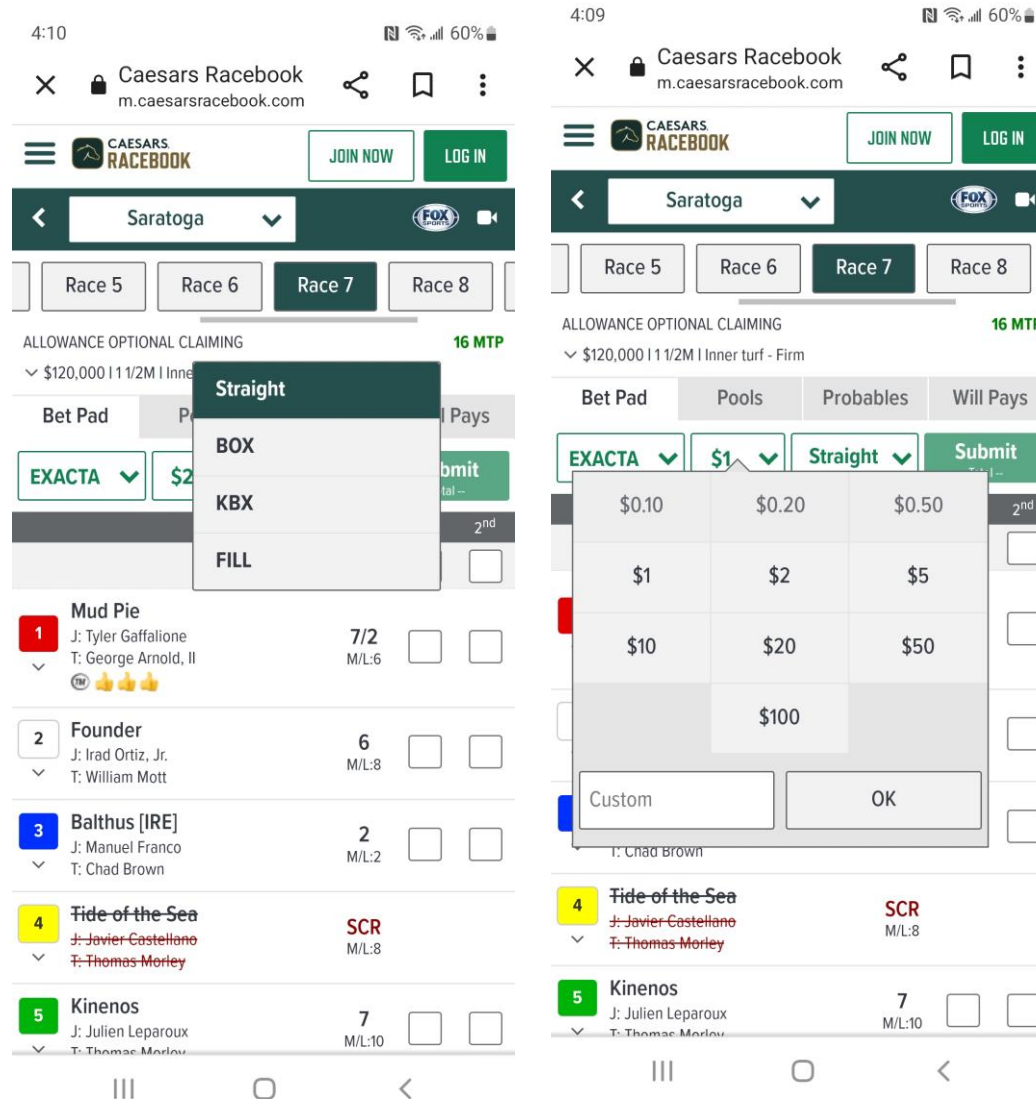 4:10
60%
Caesars Racebook
m.caesarsracebook.com
CAESARS
RACEBOOK
JOIN NOW
LOG IN
Saratoga
FOX
SPORTS
Race 5
Race 6
Race 7
Race 8
ALLOWANCE OPTIONAL CLAIMING
16 MTP
$120,000 | 1 1/2M | Inne
Straight
BOX
KBX
FILL
Bet Pad
P
l Pays
EXACTA
$2
bmit
tal --
2nd
1
Mud Pie
J: Tyler Gaffalione
T: George Arnold, II
TM
7/2
M/L:6
2
Founder
J: Irad Ortiz, Jr.
T: William Mott
6
M/L:8
3
Balthus [IRE]
J: Manuel Franco
T: Chad Brown
2
M/L:2
4
Tide of the Sea
J: Javier Castellano
T: Thomas Morley
SCR
M/L:8
5
Kinenos
J: Julien Leparoux
T: Thomas Morley
7
M/L:10
4:09
60%
Caesars Racebook
m.caesarsracebook.com
CAESARS
RACEBOOK
JOIN NOW
LOG IN
Saratoga
FOX
SPORTS
Race 5
Race 6
Race 7
Race 8
ALLOWANCE OPTIONAL CLAIMING
16 MTP
$120,000 | 1 1/2M | Inner turf - Firm
Bet Pad
Pools
Probables
Will Pays
EXACTA
$1
Straight
Submit
2nd
$0.10 $0.20 $0.50
$1 $2 $5
$10 $20 $50
$100
Custom
OK
T: Chad Brown
4
Tide of the Sea
J: Javier Castellano
T: Thomas Morley
SCR
M/L:8
5
Kinenos
J: Julien Leparoux
T: Thomas Morley
7
M/L:10